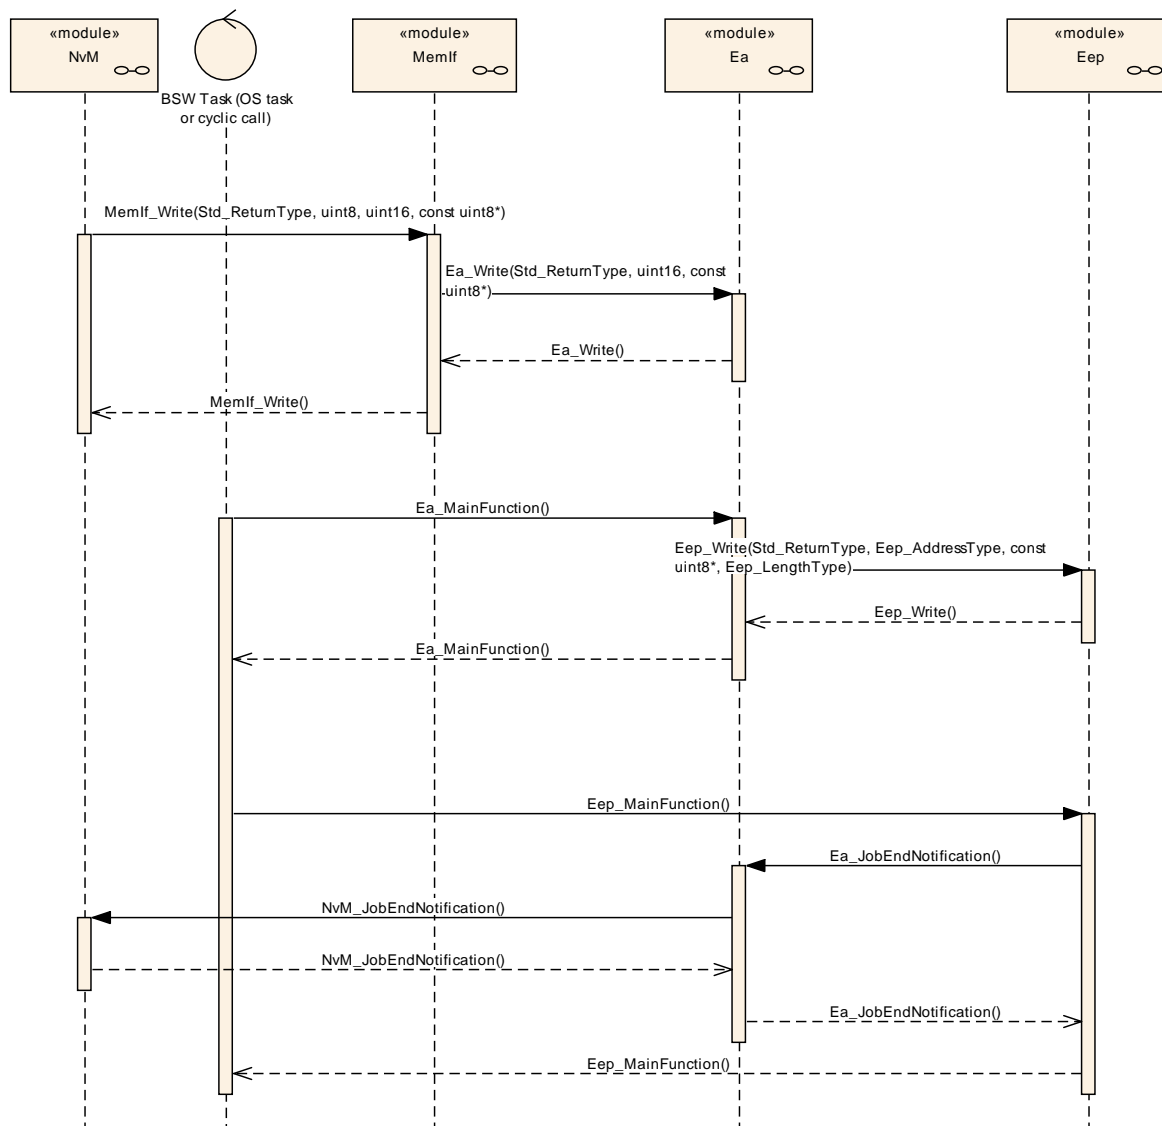 «module»
NvM
BSW Task (OS task
or cyclic call)
«module»
MemIf
«module»
Ea
«module»
Eep
MemIf_Write(Std_ReturnType, uint8, uint16, const uint8*)
Ea_Write(Std_ReturnType, uint16, const
uint8*)
Ea_Write()
MemIf_Write()
Ea_MainFunction()
Eep_Write(Std_ReturnType, Eep_AddressType, const
uint8*, Eep_LengthType)
Eep_Write()
Ea_MainFunction()
Eep_MainFunction()
Ea_JobEndNotification()
NvM_JobEndNotification()
NvM_JobEndNotification()
Ea_JobEndNotification()
Eep_MainFunction()